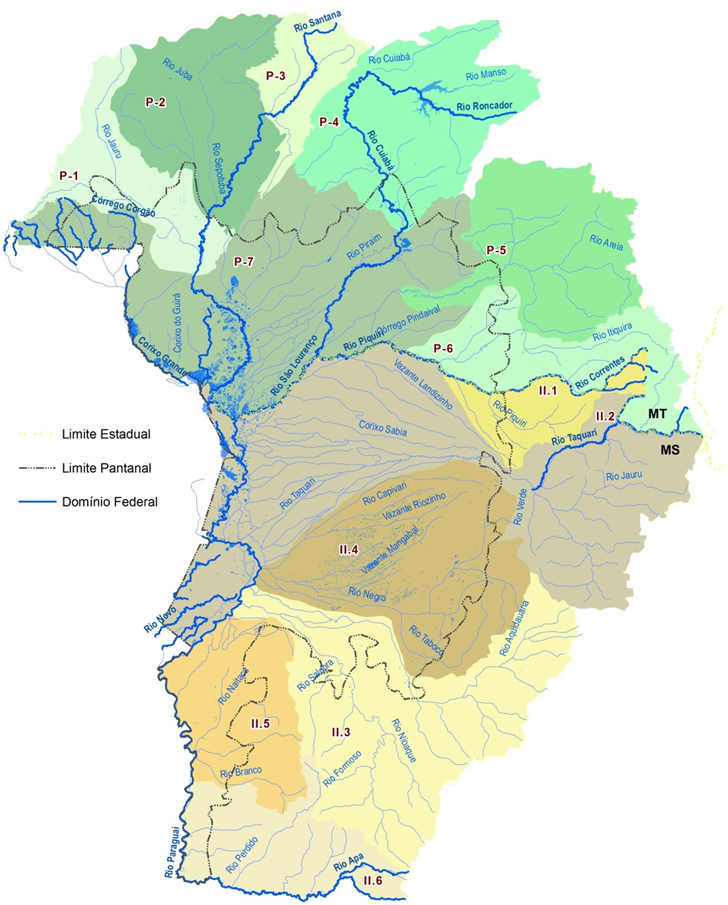 Rio Santana
Rio Cuiabá
Rio Juba
P-3
Rio Manso
P-2
Rio Roncador
P-4
Rio Jauru
Rio Cuiabá
Rio Sepotuba
P-1
Córrego Corgão
Rio Areia
P-5
Rio Piraim
P-7
Corixo do Guirá
Córrego Pindaival
Rio Itiquira
Corixo Grande
Rio São Lourenço
Rio Piquiri
P-6
Vazante Landizinho
II.1
Rio Correntes
Rio Piquiri
II.2
MT
Limite Estadual
Corixo Sabia
Rio Taquari
MS
Limite Pantanal
Rio Jauru
Rio Taquari
Rio Capivari
Domínio Federal
Vazante Riozinho
Rio Verde
II.4
Vazante Mangabal
Rio Negro
Rio Novo
Rio Aquidauana
Rio Taboco
Rio Naitaca
Rio Salobra
II.5
II.3
Rio Nioaque
Rio Branco
Rio Formoso
Rio Paraguai
Rio Perdido
Rio Apa
II.6